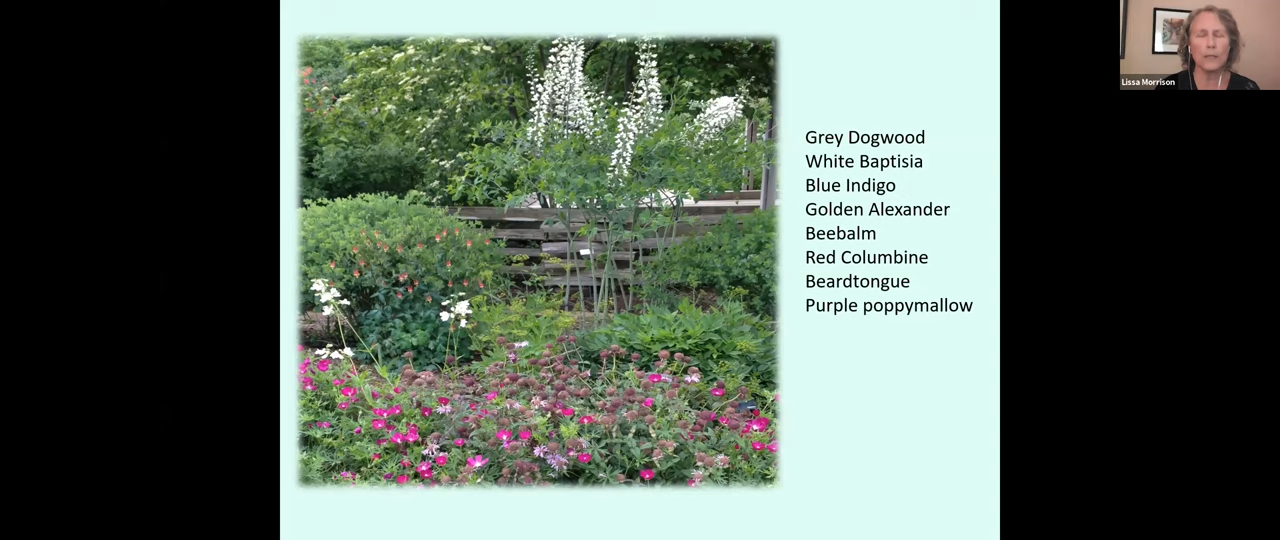 Grey Dogwood
White Baptisia
Blue Indigo
Golden Alexander
Beebalm
Red Columbine
Beardtongue
Purple poppymallow
Lissa Morrison